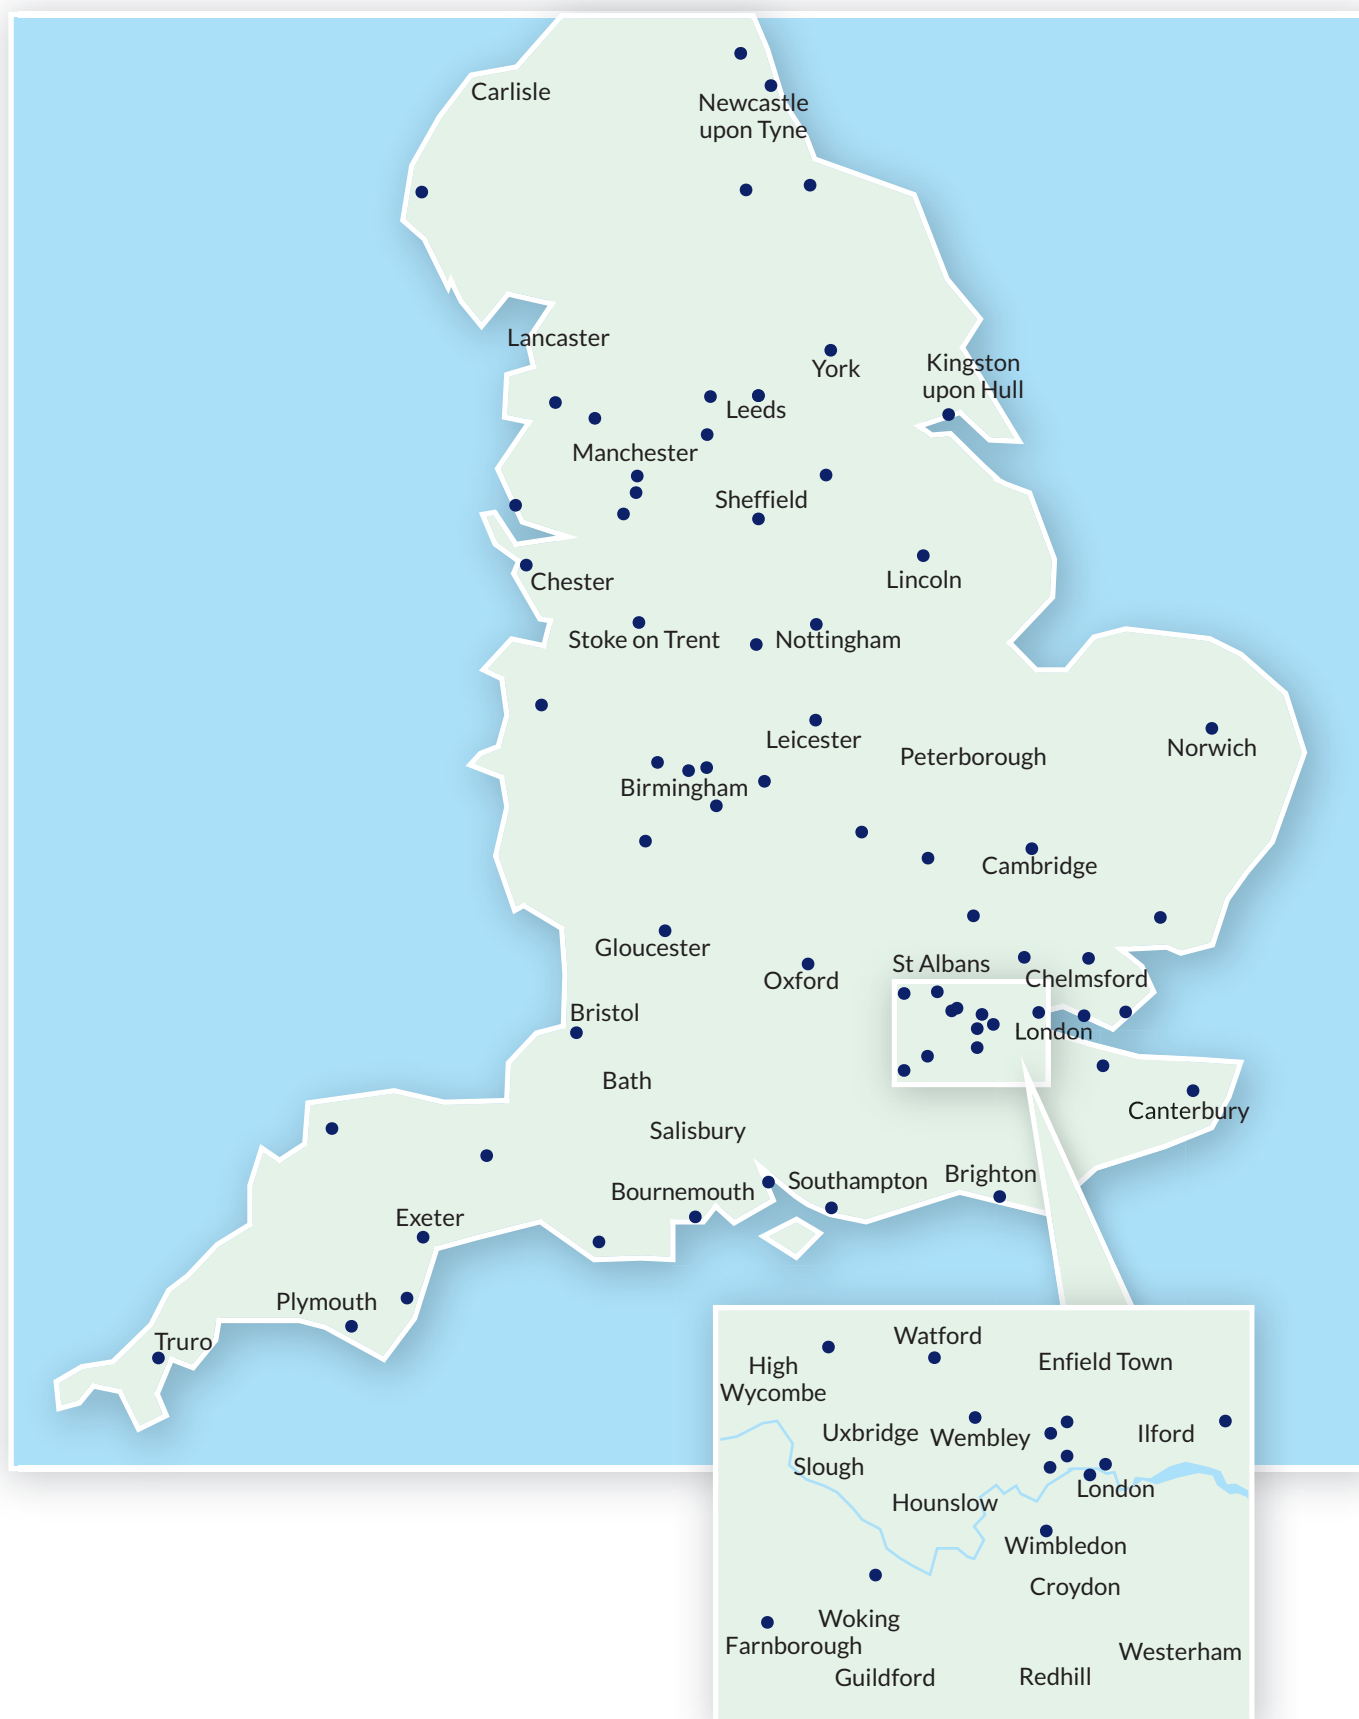 Carlisle
Newcastle
upon Tyne
Lancaster
York
Kingston
upon Hull
Leeds
Manchester
Sheffield
Chester
Lincoln
Stoke on Trent
Nottingham
Leicester
Peterborough
Norwich
Birmingham
Cambridge
Gloucester
Oxford
St Albans
Chelmsford
Bristol
London
Bath
Canterbury
Salisbury
Bournemouth
Southampton
Brighton
Exeter
Plymouth
Truro
Watford
High
Wycombe
Enfield Town
Uxbridge
Wembley
Ilford
Slough
Hounslow
London
Wimbledon
Croydon
Woking
Farnborough
Westerham
Guildford
Redhill